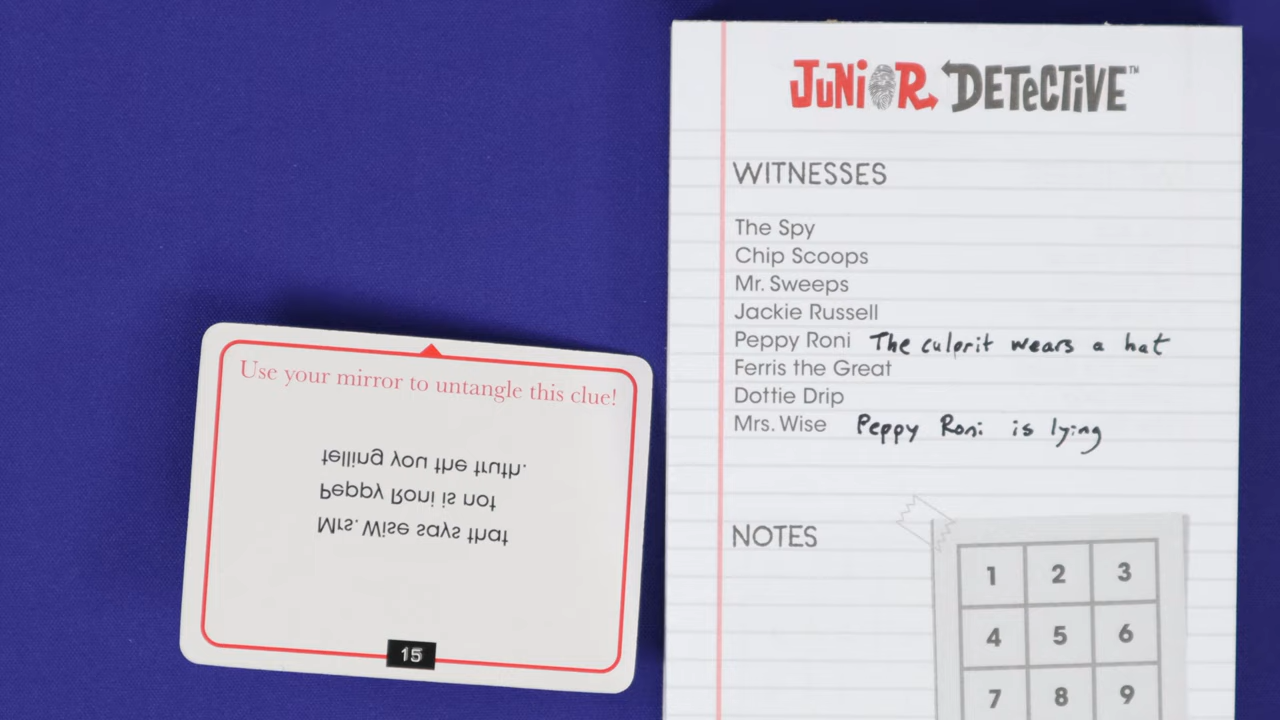 Use your mirror to untangle this clue!
Mrs. Wise says that
Peppy Roni is not
telling you the truth.
15
JUNIOR DETECTIVE™
WITNESSES
The Spy
Chip Scoops
Mr. Sweeps
Jackie Russell
Peppy Roni The culprit wears a hat
Ferris the Great
Dottie Drip
Mrs. Wise Peppy Roni is lying
NOTES
1 2 3
4 5 6
7 8 9